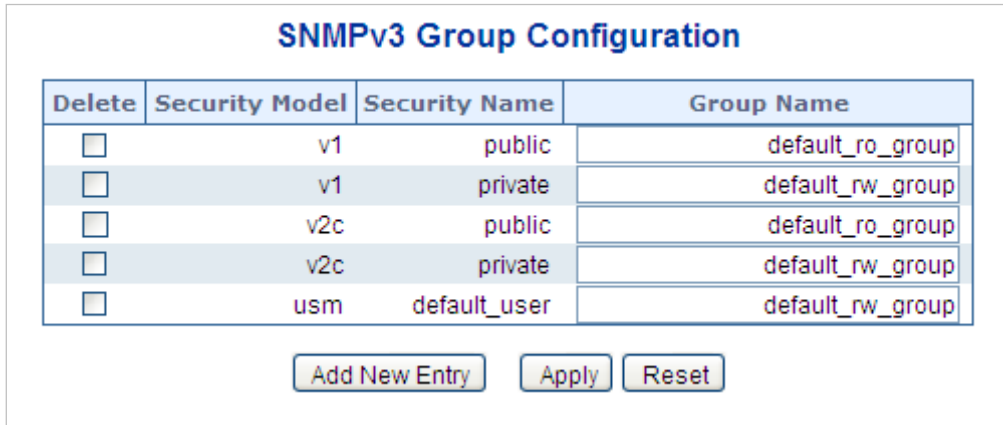 SNMPv3 Group Configuration
Delete Security Model Security Name Group Name
v1 public default_ro_group
v1 private default_rw_group
v2c public default_ro_group
v2c private default_rw_group
usm default_user default_rw_group
Add New Entry Apply Reset